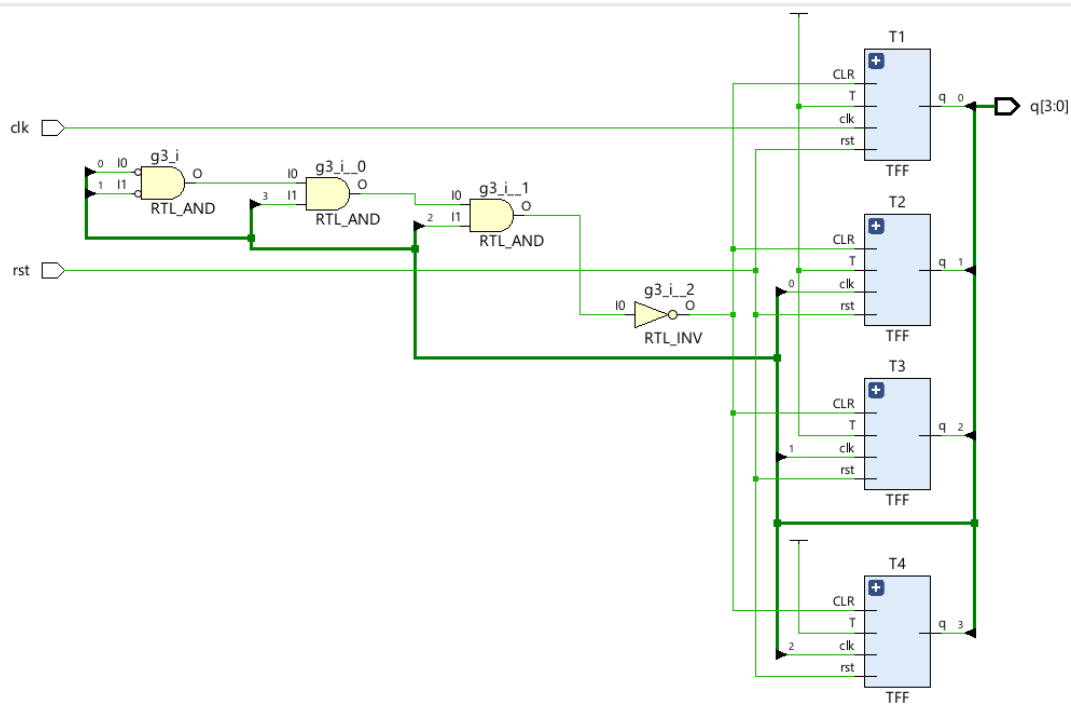 T1
CLR
T
clk
rst
q 0
TFF
q[3:0]
clk
g3_i
0 I0
1 I1
O
RTL_AND
g3_i__0
I0
3 I1
O
RTL_AND
g3_i__1
I0
2 I1
O
RTL_AND
rst
g3_i__2
I0
O
RTL_INV
T2
CLR
T
0 clk
rst
q 1
TFF
T3
CLR
T
1 clk
rst
q 2
TFF
T4
CLR
T
2 clk
rst
q 3
TFF